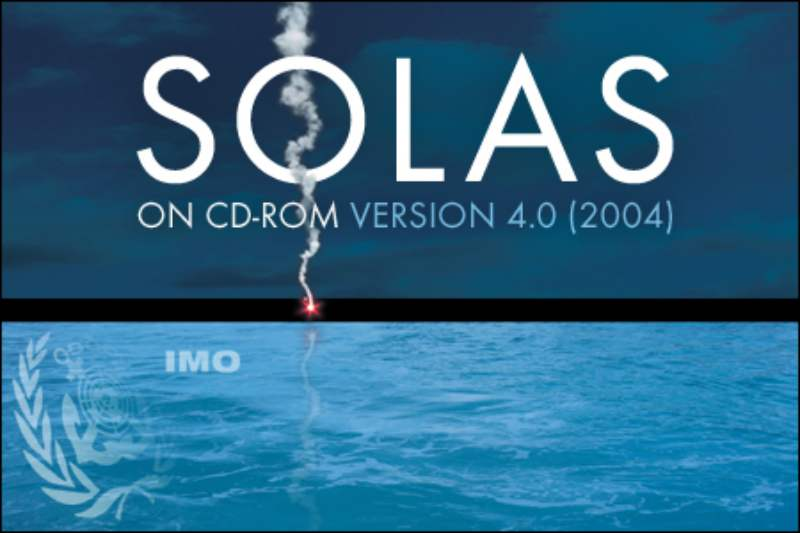 SOLAS
ON CD-ROM VERSION 4.0 (2004)
IMO